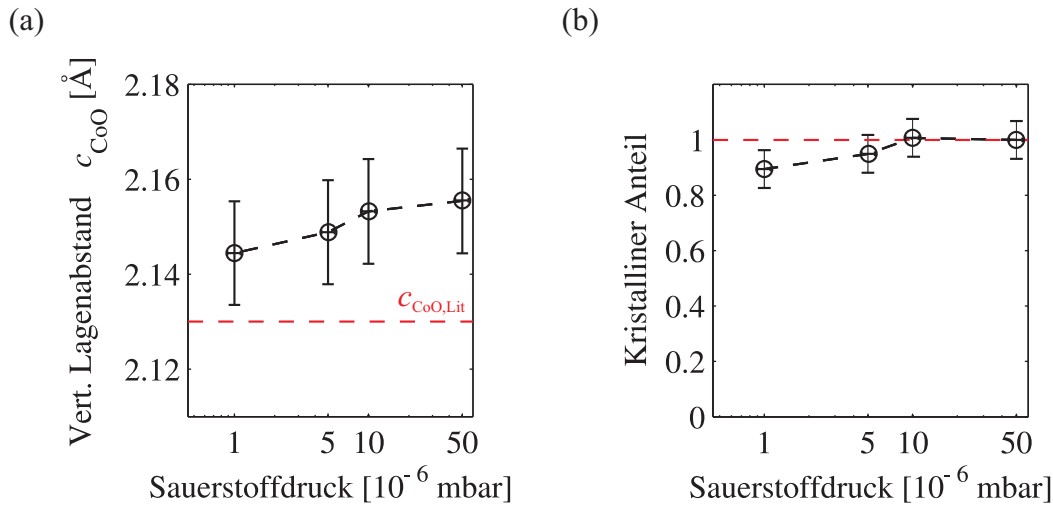 (a)
Vert. Lagenabstand c_CoO [Å]
2.18
2.16
2.14
2.12
c_CoO,Lit
1 5 10 50
Sauerstoffdruck [10⁻⁶ mbar]
(b)
Kristalliner Anteil
1
0.8
0.6
0.4
0.2
0
1 5 10 50
Sauerstoffdruck [10⁻⁶ mbar]